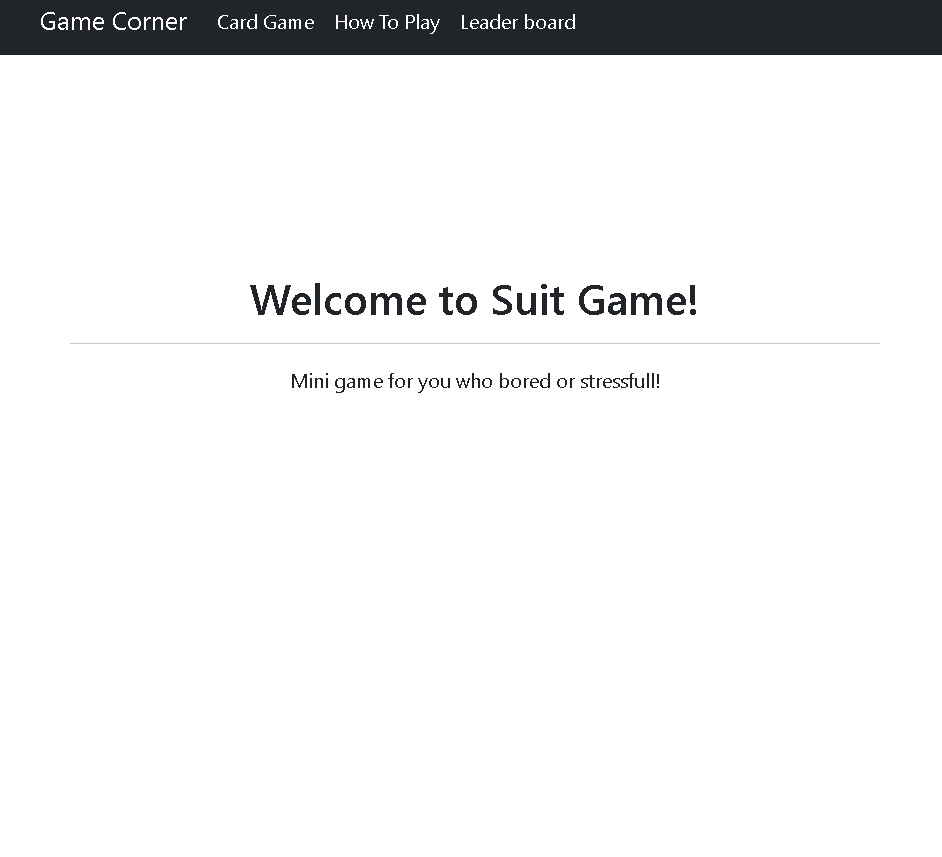 Game Corner Card Game How To Play Leader board
Welcome to Suit Game!
Mini game for you who bored or stressfull!